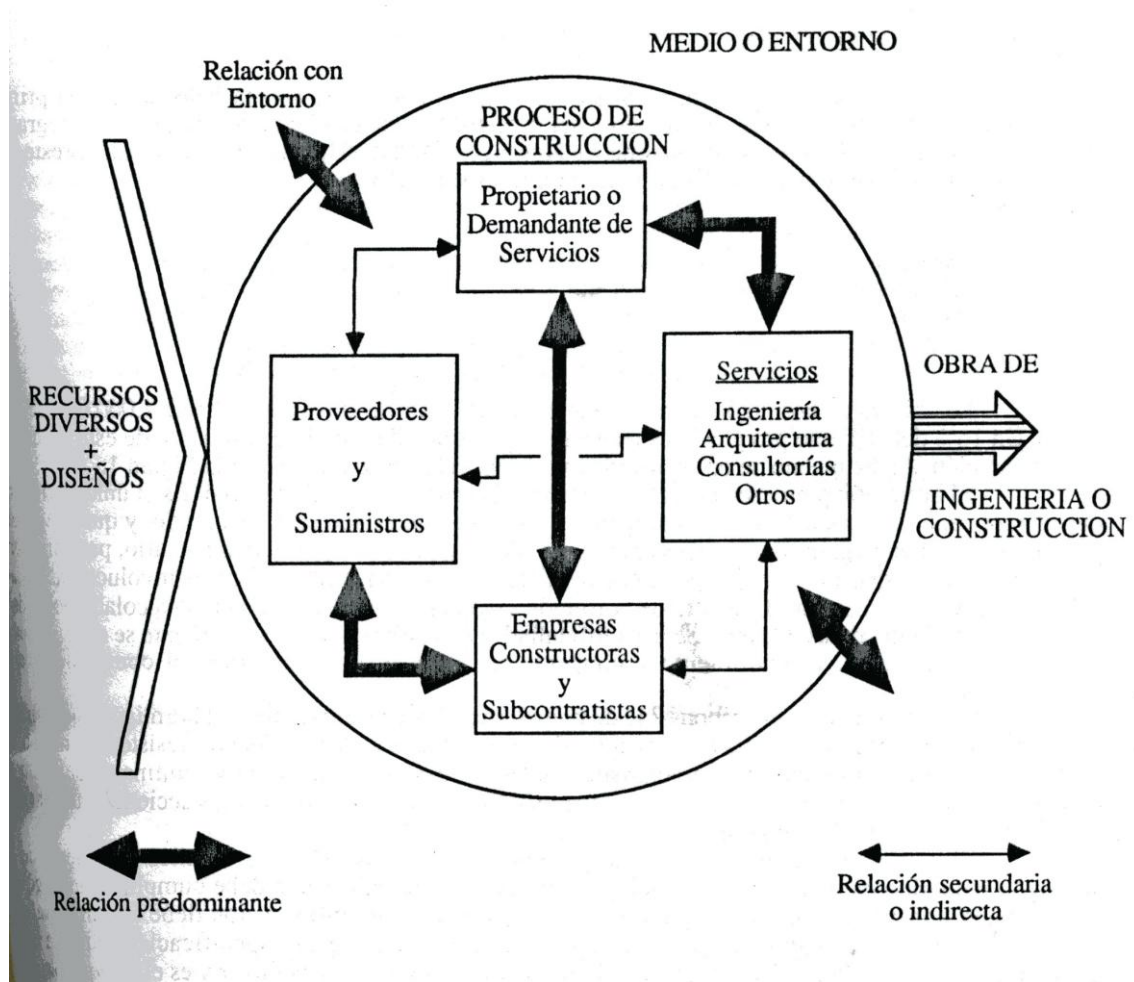 MEDIO O ENTORNO
Relación con
Entorno
PROCESO DE
CONSTRUCCION
Propietario o
Demandante de
Servicios
RECURSOS
DIVERSOS
+
DISEÑOS
Proveedores
y
Suministros
Servicios
Ingeniería
Arquitectura
Consultorías
Otros
OBRA DE
INGENIERIA O
CONSTRUCCION
Empresas
Constructoras
y
Subcontratistas
Relación predominante
Relación secundaria
o indirecta